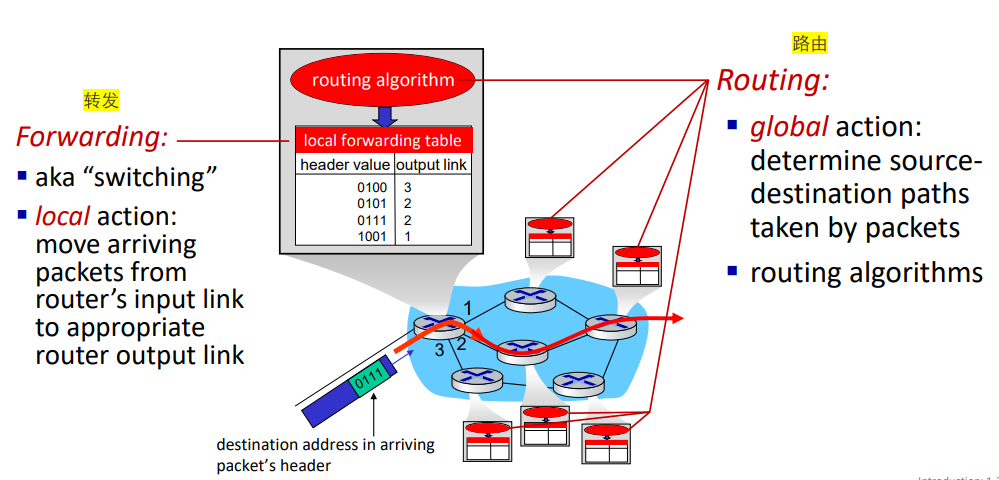 转发
Forwarding:
aka “switching”
local action:
move arriving
packets from
router’s input link
to appropriate
router output link
routing algorithm
local forwarding table
header value output link
0100 3
0101 2
0111 2
1001 1
1
2
3
0111
destination address in arriving
packet’s header
路由
Routing:
global action:
determine source-
destination paths
taken by packets
routing algorithms